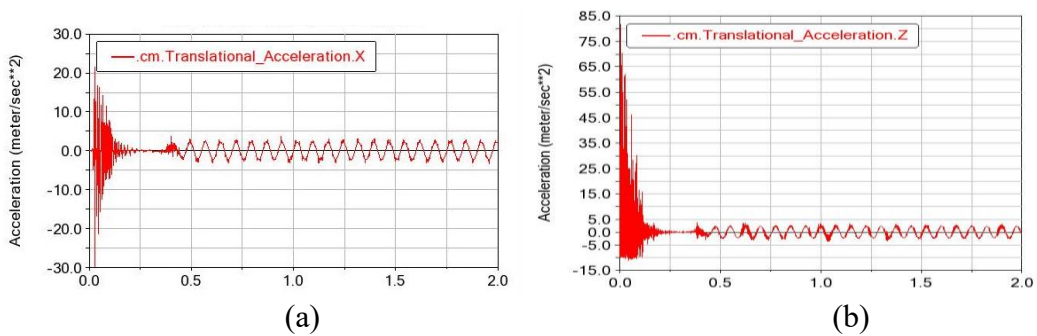 Acceleration (meter/sec**2)
30.0
20.0
10.0
0.0
-10.0
-20.0
-30.0
.cm.Translational_Acceleration.X
0.0 0.5 1.0 1.5 2.0
(a)
Acceleration (meter/sec**2)
85.0
75.0
65.0
55.0
45.0
35.0
25.0
15.0
5.0
-5.0
-15.0
.cm.Translational_Acceleration.Z
0.0 0.5 1.0 1.5 2.0
(b)